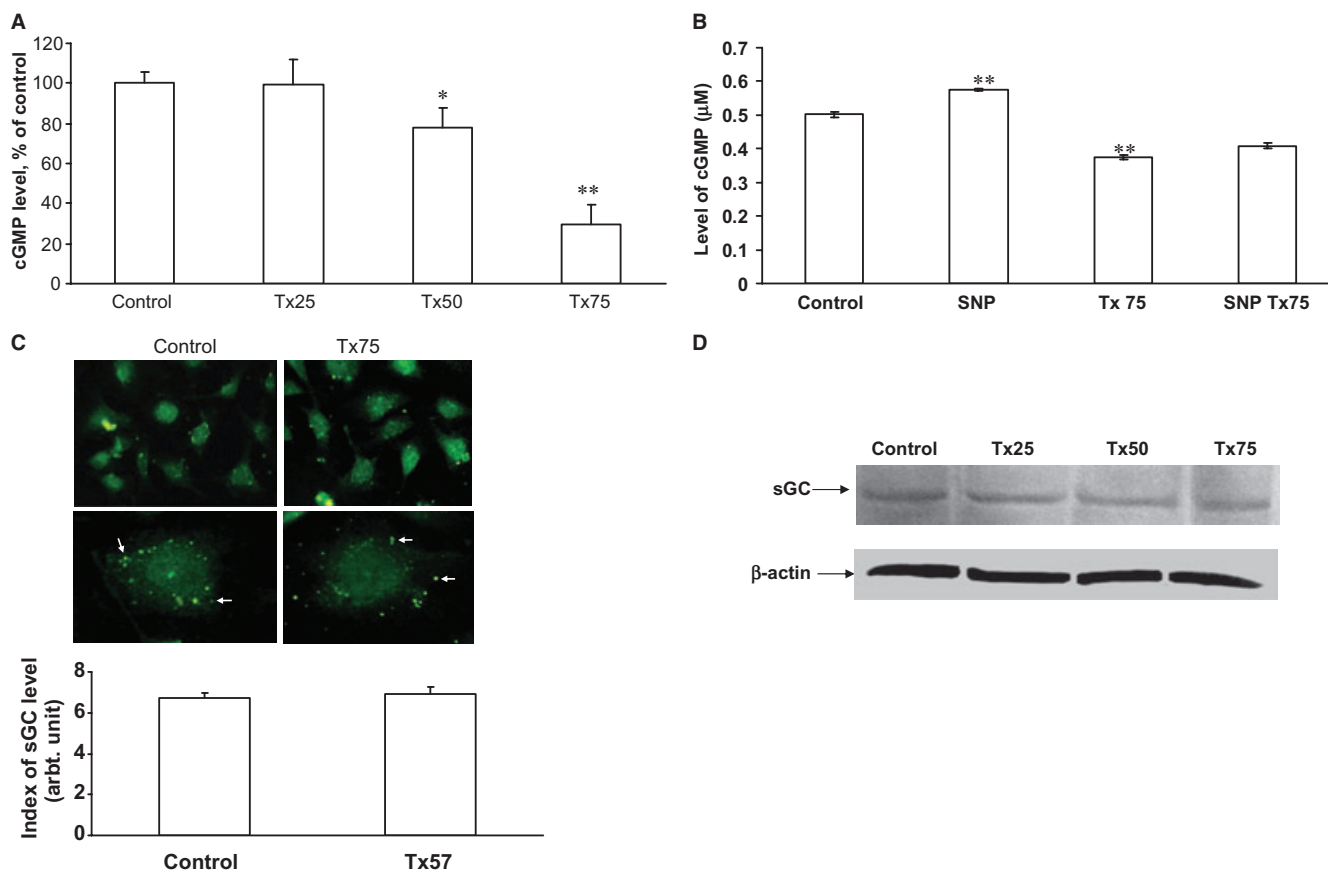 A
cGMP level, % of control
120
100
80
60
40
20
0
*
**
Control Tx25 Tx50 Tx75
B
Level of cGMP (µM)
0.7
0.6
0.5
0.4
0.3
0.2
0.1
0
**
**
Control SNP Tx 75 SNP Tx75
C
Control Tx75
Index of sGC level
(arbt. unit)
8
6
4
2
0
Control Tx57
D
Control Tx25 Tx50 Tx75
sGC
β-actin